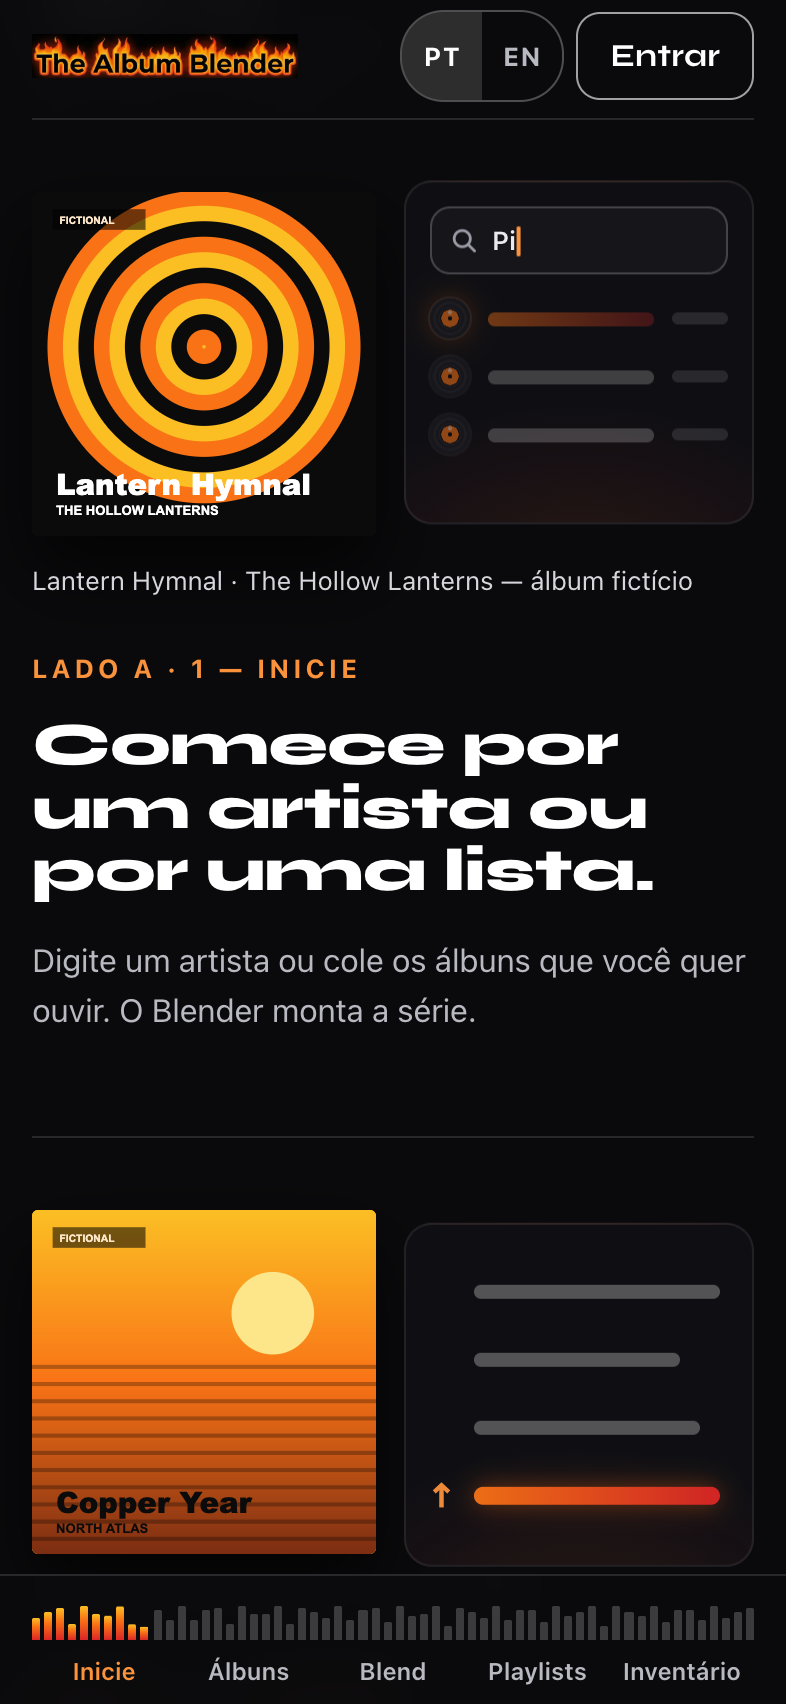 The Album Blender
PT
EN
Entrar
FICTIONAL
Lantern Hymnal
THE HOLLOW LANTERNS
Pi
Lantern Hymnal · The Hollow Lanterns — álbum fictício
LADO A · 1 — INICIE
Comece por
um artista ou
por uma lista.
Digite um artista ou cole os álbuns que você quer
ouvir. O Blender monta a série.
FICTIONAL
Copper Year
NORTH ATLAS
↑
Inicie
Álbuns
Blend
Playlists
Inventário